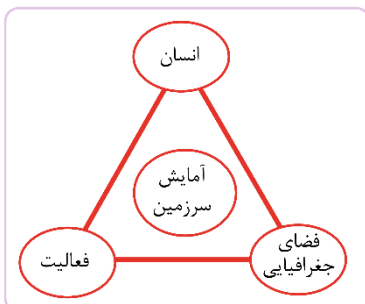 انسان
آمایش
سرزمین
فضای
جغرافیایی
فعالیت